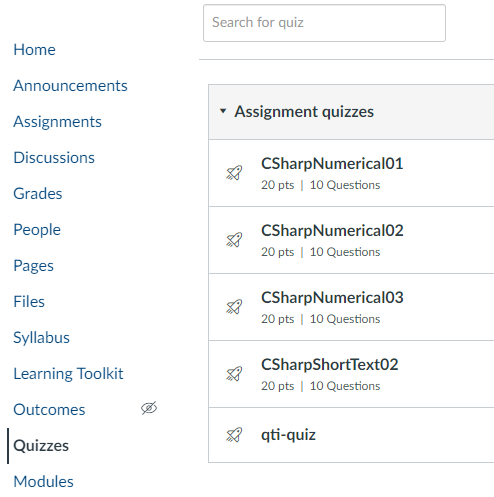 Search for quiz
Home
Announcements
Assignments
Discussions
Grades
People
Pages
Files
Syllabus
Learning Toolkit
Outcomes
Quizzes
Modules
Assignment quizzes
CSharpNumerical01
20 pts | 10 Questions
CSharpNumerical02
20 pts | 10 Questions
CSharpNumerical03
20 pts | 10 Questions
CSharpShortText02
20 pts | 10 Questions
qti-quiz